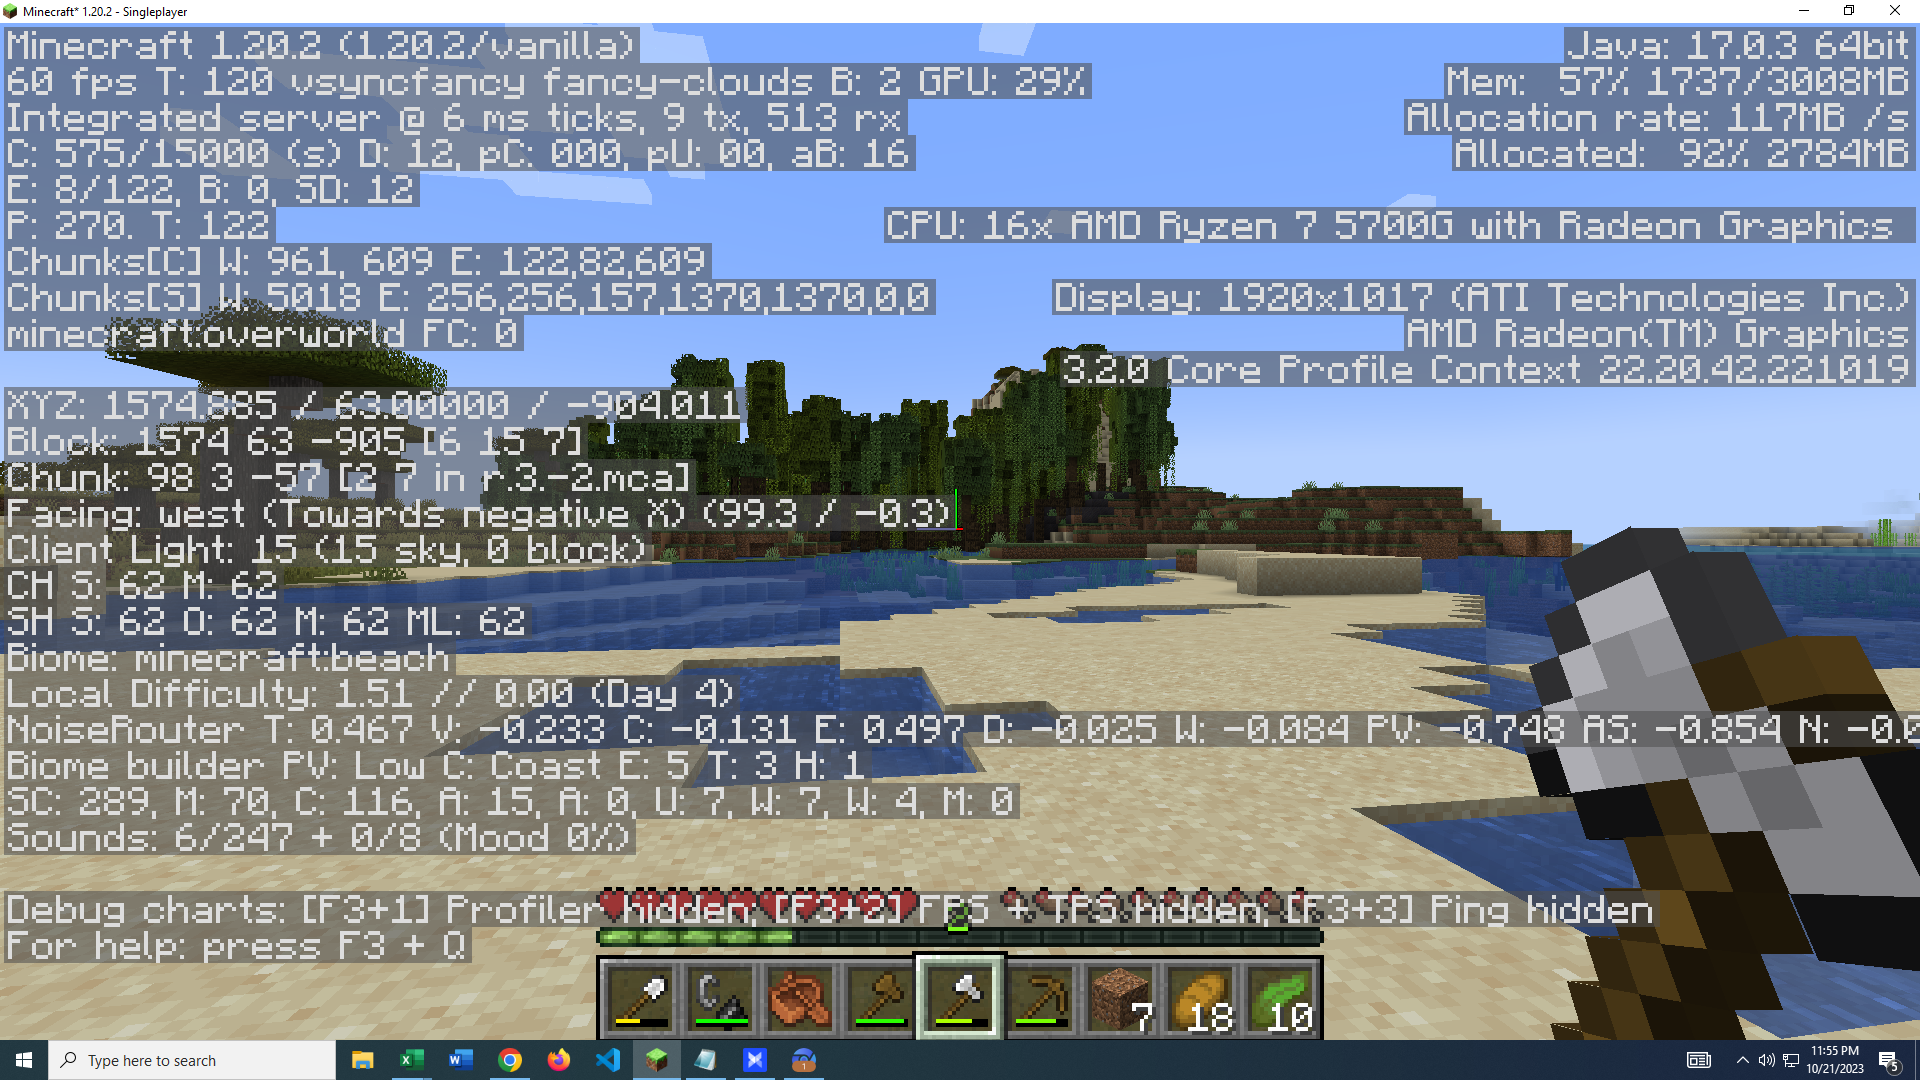 Minecraft* 1.20.2 - Singleplayer
Minecraft 1.20.2 (1.20.2/vanilla)
60 fps T: 120 vsyncfancy fancy-clouds B: 2 GPU: 29%
Integrated server @ 6 ms ticks, 9 tx, 513 rx
C: 575/15000 (s) D: 12, pC: 000, pU: 00, aB: 16
E: 8/122, B: 0, SD: 12
P: 270. T: 122
Chunks[C] W: 961, 609 E: 122,82,609
Chunks[S] W: 5018 E: 256,256,157,1370,1370,0,0
minecraft:overworld FC: 0
XYZ: 1574.985 / 63.00000 / -904.011
Block: 1574 63 -905 [6 15 7]
Chunk: 98 3 -57 [2 7 in r.3.-2.mca]
Facing: west (Towards negative X) (99.3 / -0.3)
Client Light: 15 (15 sky, 0 block)
CH S: 62 M: 62
SH S: 62 O: 62 M: 62 ML: 62
Biome: minecraft:beach
Local Difficulty: 1.51 // 0.00 (Day 4)
NoiseRouter T: 0.467 V: -0.233 C: -0.131 E: 0.497 D: -0.025 W: -0.084 PV: -0.748 AS: -0.854 N: -0.0
Biome builder PV: Low C: Coast E: 5 T: 3 H: 1
SC: 289, M: 70, C: 116, A: 15, A: 0, U: 7, W: 7, W: 4, M: 0
Sounds: 6/247 + 0/8 (Mood 0%)
Debug charts: [F3+1] Profiler hidden; [F3+2] FPS + TPS hidden; [F3+3] Ping hidden
For help: press F3 + Q
Java: 17.0.3 64bit
Mem: 57% 1737/3008MB
Allocation rate: 117MB /s
Allocated: 92% 2784MB
CPU: 16x AMD Ryzen 7 5700G with Radeon Graphics
Display: 1920x1017 (ATI Technologies Inc.)
AMD Radeon(TM) Graphics
3.2.0 Core Profile Context 22.20.42.221019
7
18
10
Type here to search
11:55 PM
10/21/2023
5